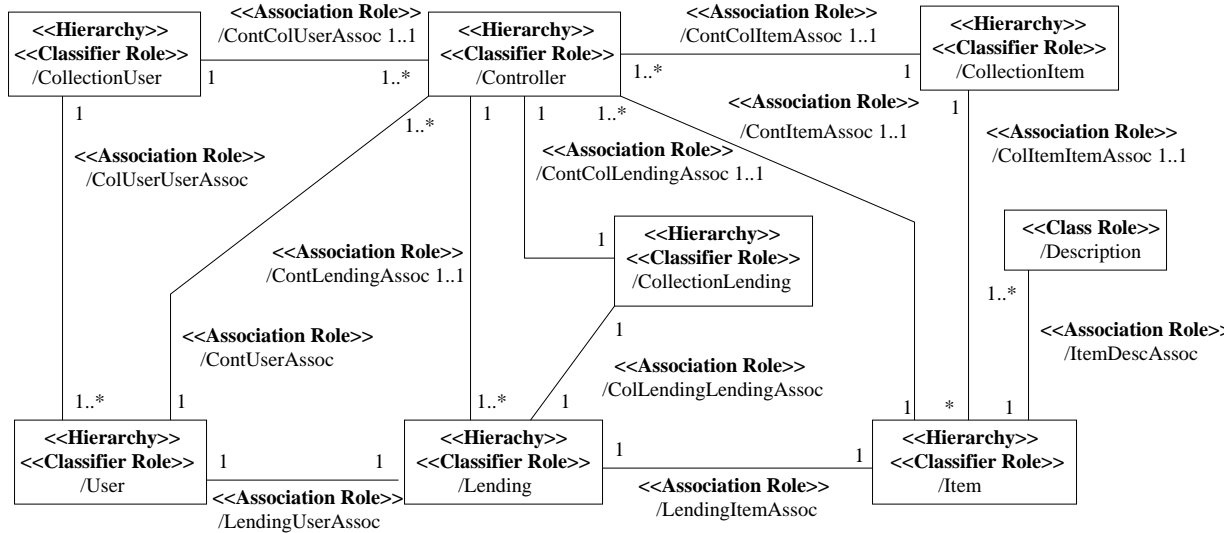 <<Hierarchy>>
<<Classifier Role>>
/CollectionUser
<<Association Role>>
/ContColUserAssoc 1..1
1
1..*
<<Hierarchy>>
<<Classifier Role>>
/Controller
<<Association Role>>
/ContColItemAssoc 1..1
1..*
1
<<Hierarchy>>
<<Classifier Role>>
/CollectionItem
1
<<Association Role>>
/ColUserUserAssoc
1..*
1
1
<<Association Role>>
/ContColLendingAssoc 1..1
1..*
<<Association Role>>
/ContItemAssoc 1..1
1
<<Association Role>>
/ColItemItemAssoc 1..1
<<Association Role>>
/ContLendingAssoc 1..1
1
<<Hierarchy>>
<<Classifier Role>>
/CollectionLending
<<Class Role>>
/Description
1..*
<<Association Role>>
/ItemDescAssoc
<<Association Role>>
/ContUserAssoc
1
<<Association Role>>
/ColLendingLendingAssoc
1..*
1
1..*
1
1
*
1
<<Hierarchy>>
<<Classifier Role>>
/User
1
1
<<Association Role>>
/LendingUserAssoc
<<Hierachy>>
<<Classifier Role>>
/Lending
1
1
<<Association Role>>
/LendingItemAssoc
<<Hierarchy>>
<<Classifier Role>>
/Item